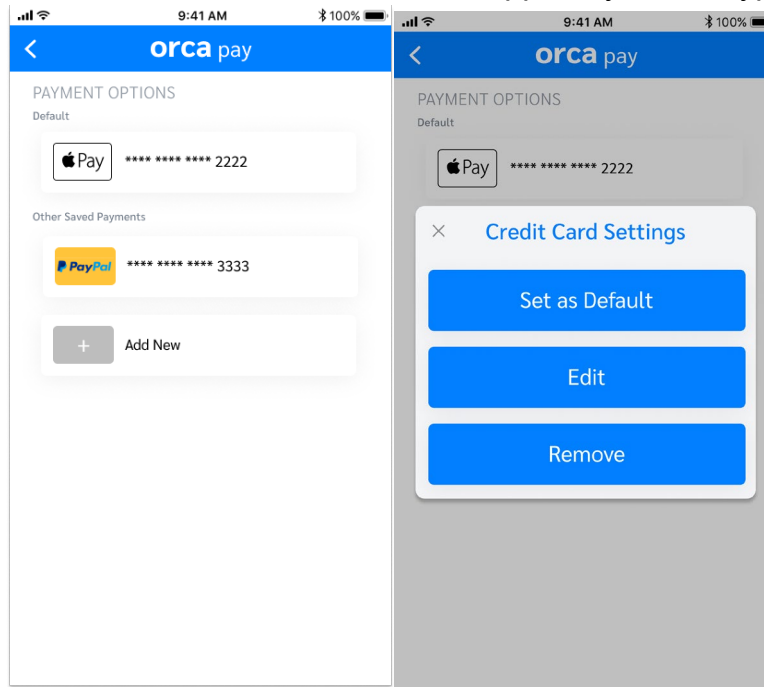 9:41 AM
100%
orca pay
PAYMENT OPTIONS
Default
Pay **** **** **** 2222
Other Saved Payments
PayPal **** **** **** 3333
+ Add New
9:41 AM
100%
orca pay
PAYMENT OPTIONS
Default
Pay **** **** **** 2222
× Credit Card Settings
Set as Default
Edit
Remove